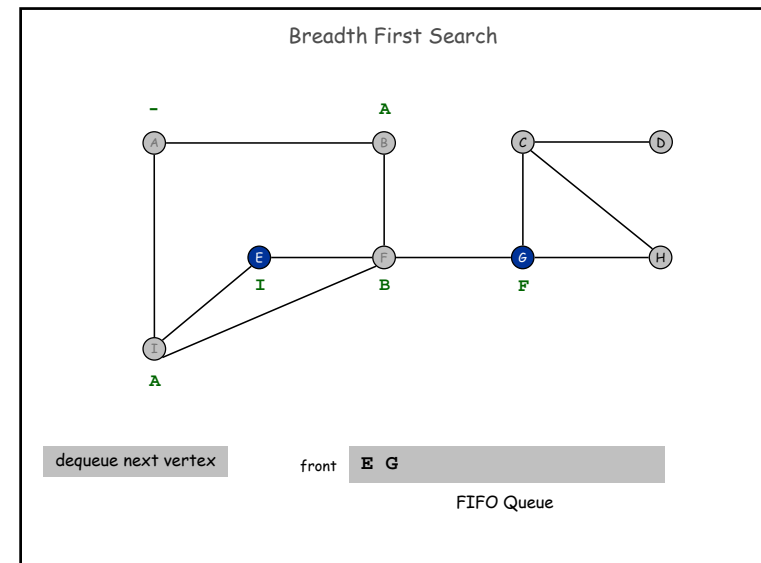 Breadth First Search
- A
A B C D
E F G H
I B F
I
A
dequeue next vertex front E G
FIFO Queue